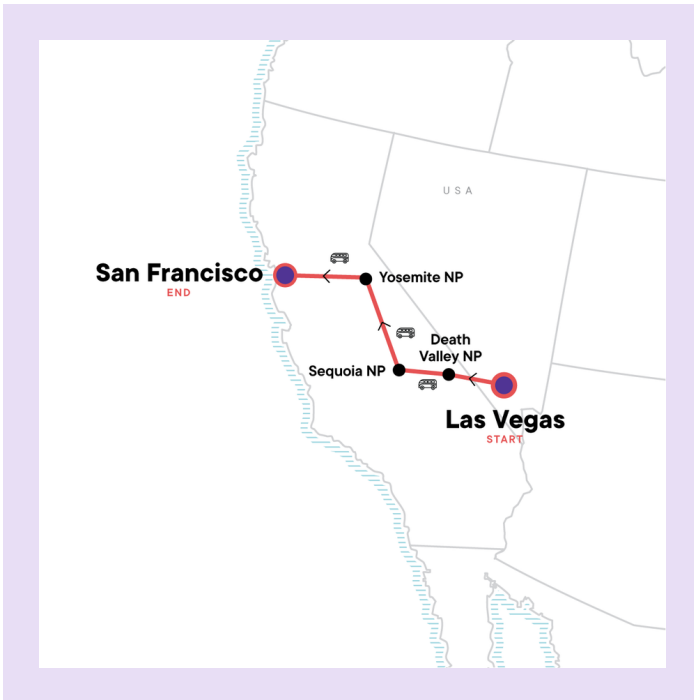 USA
San Francisco
END
Yosemite NP
Death
Valley NP
Sequoia NP
Las Vegas
START